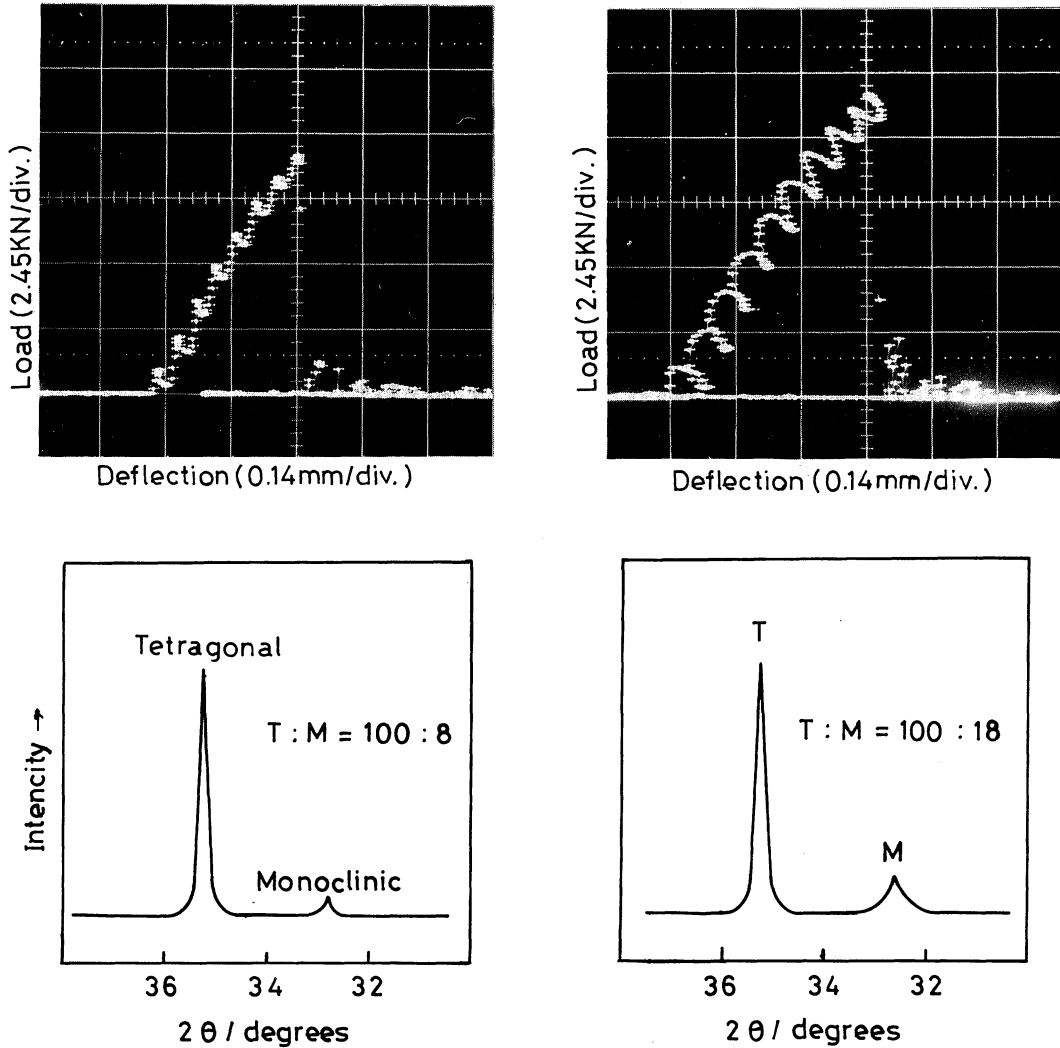 Load (2.45KN/div.)
Deflection (0.14mm/div.)
Load (2.45KN/div.)
Deflection (0.14mm/div.)
Intencity →
Tetragonal
T : M = 100 : 8
Monoclinic
36 34 32
2 θ / degrees
T
T : M = 100 : 18
M
36 34 32
2 θ / degrees